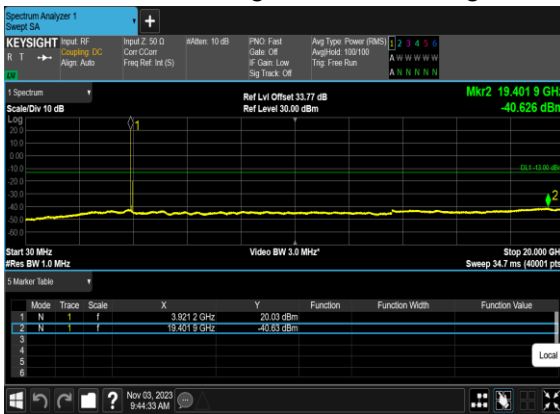 Spectrum Analyzer 1
Swept SA
+
KEYSIGHT Input: RF Input Z: 50 Ω #Atten: 10 dB PNO: Fast Avg Type: Power (RMS) 1 2 3 4 5 6
R T Coupling: DC Corr CCorr Gate: Off Avg|Hold: 100/100 A W W W W W
Align: Auto Freq Ref: Int (S) IF Gain: Low Trig: Free Run
LV Sig Track: Off A N N N N N
1 Spectrum Ref Lvl Offset 33.77 dB Mkr2 19.401 9 GHz
Scale/Div 10 dB Ref Level 30.00 dBm -40.626 dBm
Log
20.0
10.0
0.00
-10.0
-20.0
-30.0
-40.0
-50.0
-60.0
1
DL1 -13.00 dBm
2
Start 30 MHz Video BW 3.0 MHz* Stop 20.000 GH
#Res BW 1.0 MHz Sweep 34.7 ms (40001 pts
5 Marker Table
Mode Trace Scale X Y Function Function Width Function Value
1 N 1 f 3.921 2 GHz 20.03 dBm
2 N 1 f 19.401 9 GHz -40.63 dBm
3
4
5
6
Local
? Nov 03, 2023
9:44:33 AM